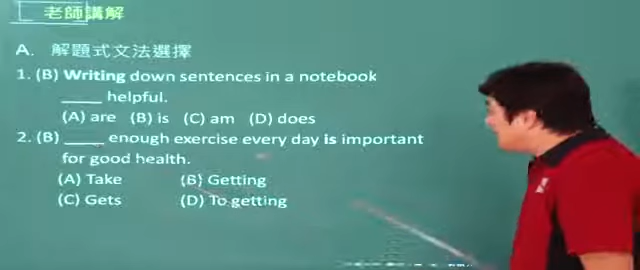 老師講解
A. 解題式文法選擇
1. (B) Writing down sentences in a notebook
_____ helpful.
(A) are (B) is (C) am (D) does
2. (B) _____ enough exercise every day is important
for good health.
(A) Take (B) Getting
(C) Gets (D) To getting